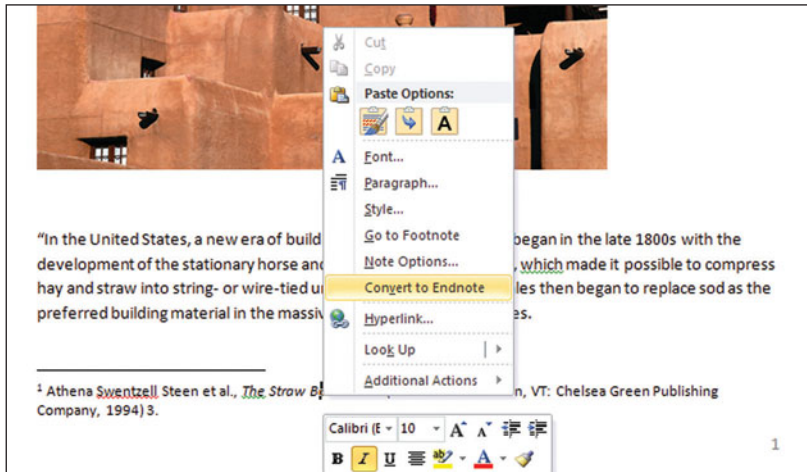 Cut
Copy
Paste Options:
A
A Font...
Paragraph...
Style...
Go to Footnote
Note Options...
Convert to Endnote
Hyperlink...
Look Up
Additional Actions
“In the United States, a new era of build began in the late 1800s with the
development of the stationary horse and , which made it possible to compress
hay and straw into string- or wire-tied les then began to replace sod as the
preferred building material in the massiv es.
1 Athena Swentzell Steen et al., The Straw B n, VT: Chelsea Green Publishing
Company, 1994) 3.
Calibri (E 10 A A
B I U ab A
1